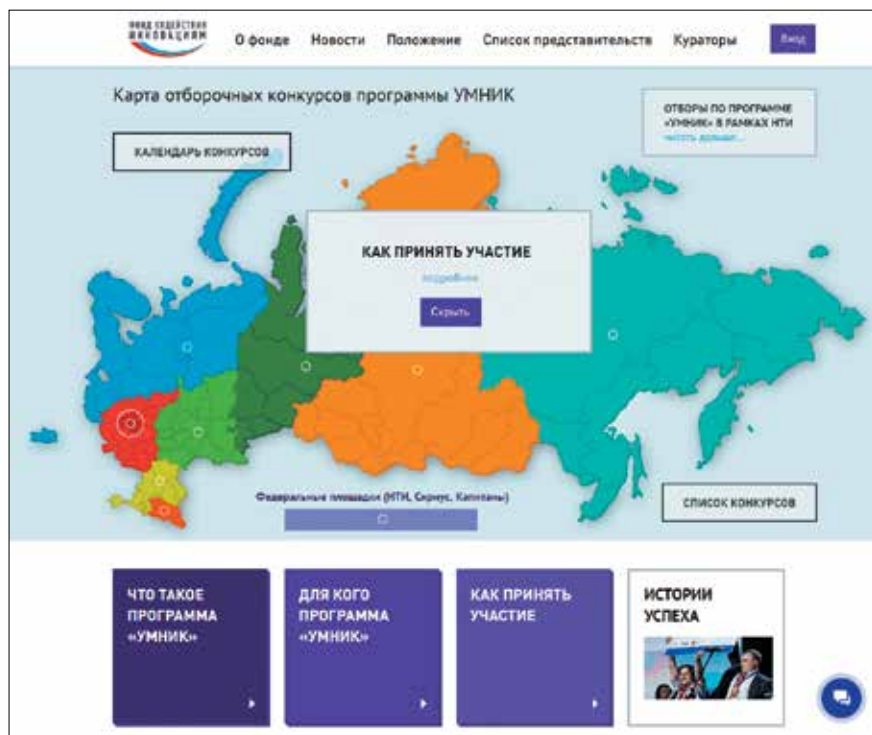 ФОНД СОДЕЙСТВИЯ
ИННОВАЦИЯМ
О фонде Новости Положение Список представительств Кураторы Вход
Карта отборочных конкурсов программы УМНИК
ОТБОРЫ ПО ПРОГРАММЕ
«УМНИК» В РАМКАХ НТИ
читать дальше...
КАЛЕНДАРЬ КОНКУРСОВ
КАК ПРИНЯТЬ УЧАСТИЕ
подробнее
Скрыть
Федеральные площадки (НТИ, Сириус, Капитаны)
СПИСОК КОНКУРСОВ
ЧТО ТАКОЕ
ПРОГРАММА
«УМНИК»
ДЛЯ КОГО
ПРОГРАММА
«УМНИК»
КАК ПРИНЯТЬ
УЧАСТИЕ
ИСТОРИИ
УСПЕХА